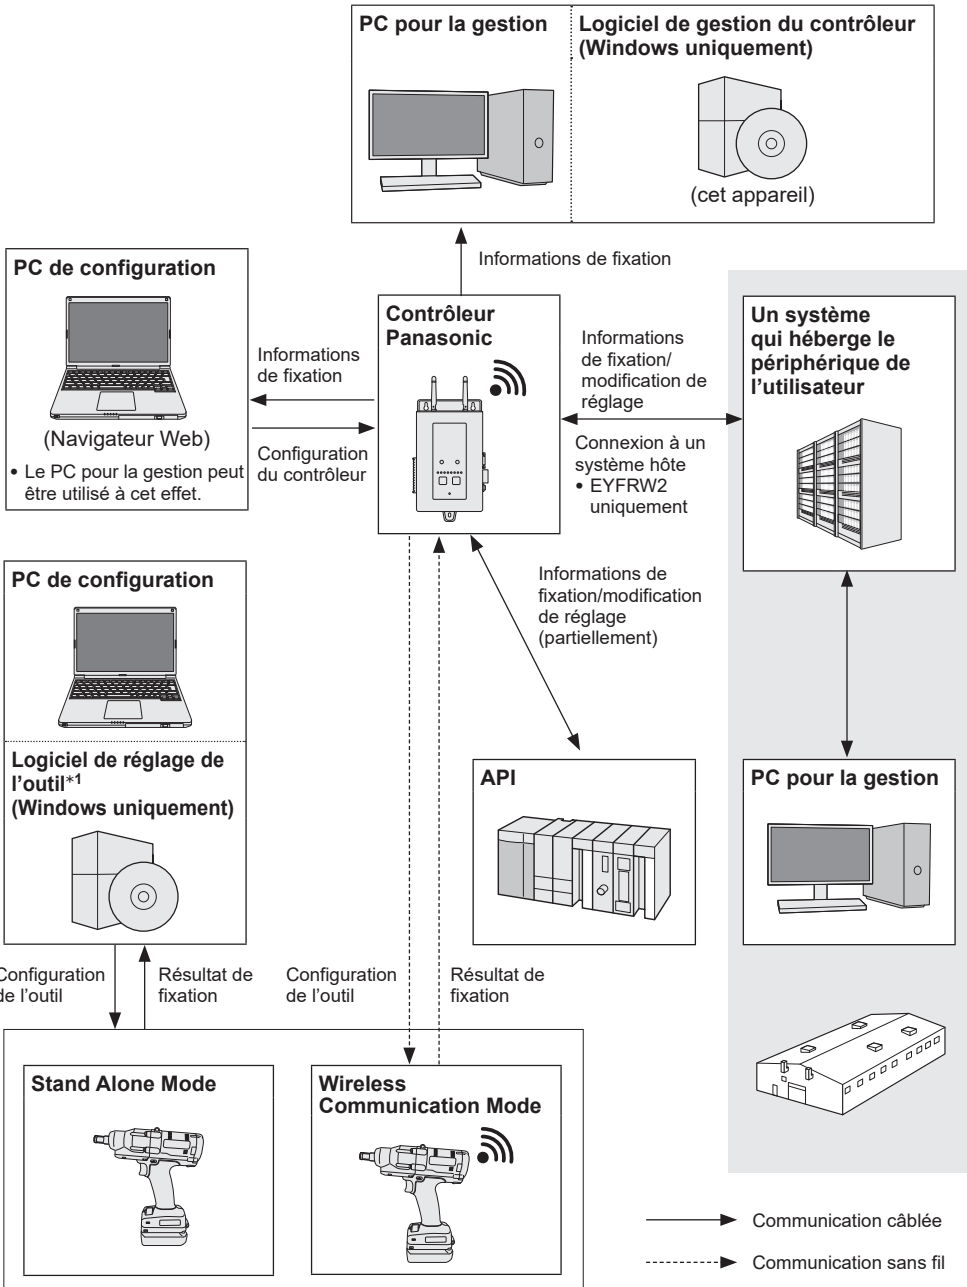 PC pour la gestion
Logiciel de gestion du contrôleur
(Windows uniquement)
(cet appareil)
Informations de fixation
PC de configuration
(Navigateur Web)
• Le PC pour la gestion peut
être utilisé à cet effet.
Informations
de fixation
Configuration
du contrôleur
Contrôleur
Panasonic
Informations
de fixation/
modification de
réglage
Connexion à un
système hôte
• EYFRW2
uniquement
Un système
qui héberge le
périphérique de
l’utilisateur
PC de configuration
Logiciel de réglage de
l’outil*1
(Windows uniquement)
Informations de
fixation/modification
de réglage
(partiellement)
API
PC pour la gestion
Configuration
de l’outil
Résultat de
fixation
Configuration
de l’outil
Résultat de
fixation
Stand Alone Mode
Wireless
Communication Mode
Communication câblée
Communication sans fil